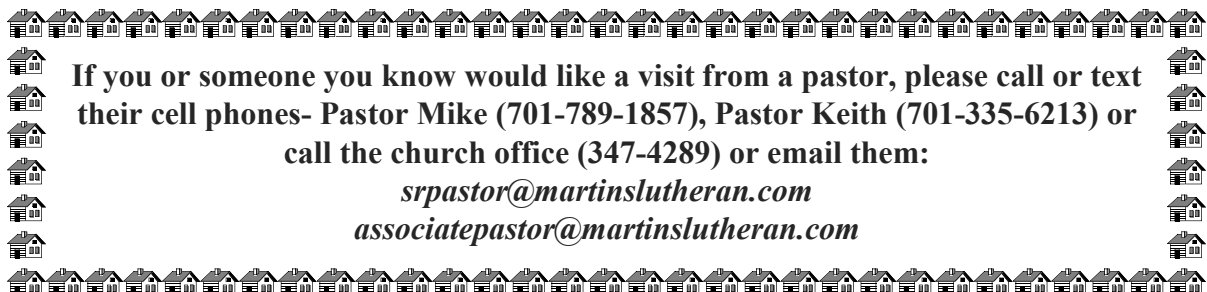 If you or someone you know would like a visit from a pastor, please call or text
their cell phones- Pastor Mike (701-789-1857), Pastor Keith (701-335-6213) or
call the church office (347-4289) or email them:
srpastor@martinslutheran.com
associatepastor@martinslutheran.com